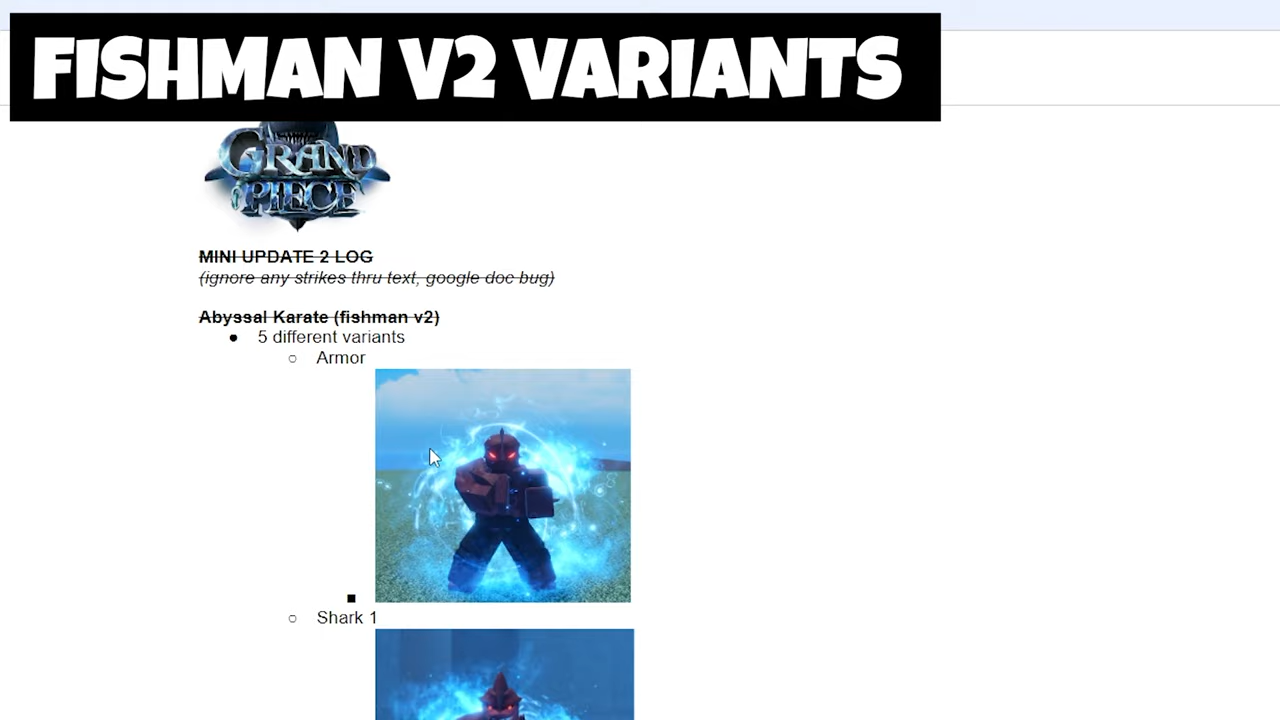 FISHMAN V2 VARIANTS
GRAND
PIECE
MINI UPDATE 2 LOG
(ignore any strikes thru text, google doc bug)
Abyssal Karate (fishman v2)
5 different variants
Armor
Shark 1